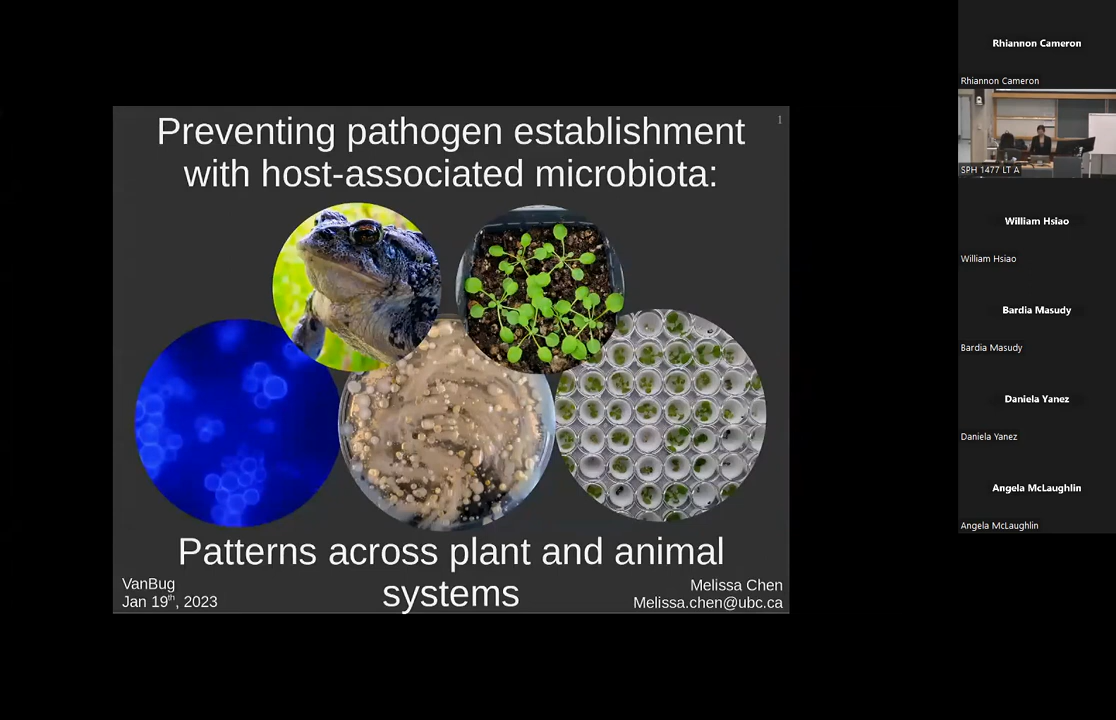 Preventing pathogen establishment
with host-associated microbiota:
1
Patterns across plant and animal
systems
VanBug
Jan 19th, 2023
Melissa Chen
Melissa.chen@ubc.ca
Rhiannon Cameron
Rhiannon Cameron
SPH 1477 LT A
William Hsiao
William Hsiao
Bardia Masudy
Bardia Masudy
Daniela Yanez
Daniela Yanez
Angela McLaughlin
Angela McLaughlin